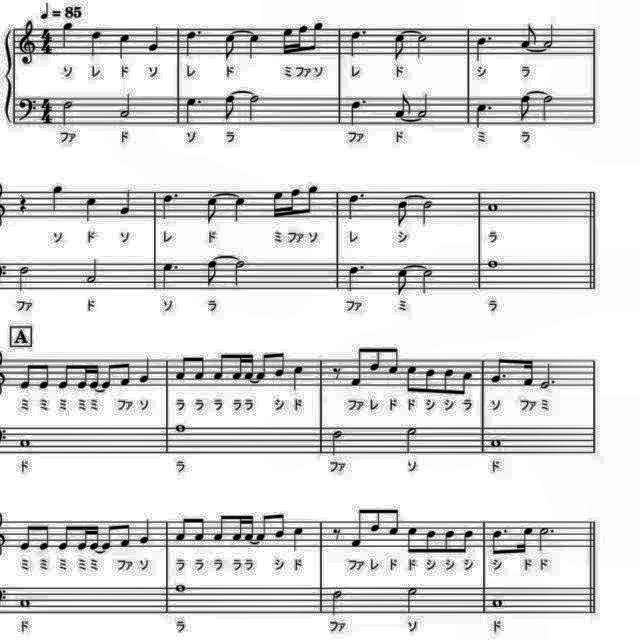 ♩= 85
ソ レ ド ソ レ ド ミファソ レ ド シ ラ
ファ ド ソ ラ ファ ド ミ ラ
ソ ド ソ レ ド ミファソ レ シ ラ
ファ ド ソ ラ ファ ミ ラ
A
ミ ミ ミ ミミ ファ ソ ララララララ シ ド ファ レ ド ド シ シ ラ ソ ファミ
ド ラ ファ ソ ド
ミ ミ ミ ミミ ファ ソ ラ ラ ラ ララ シ ド ファ レ ド ド シ シ シ シ ドド
ド ラ ファ ソ ド